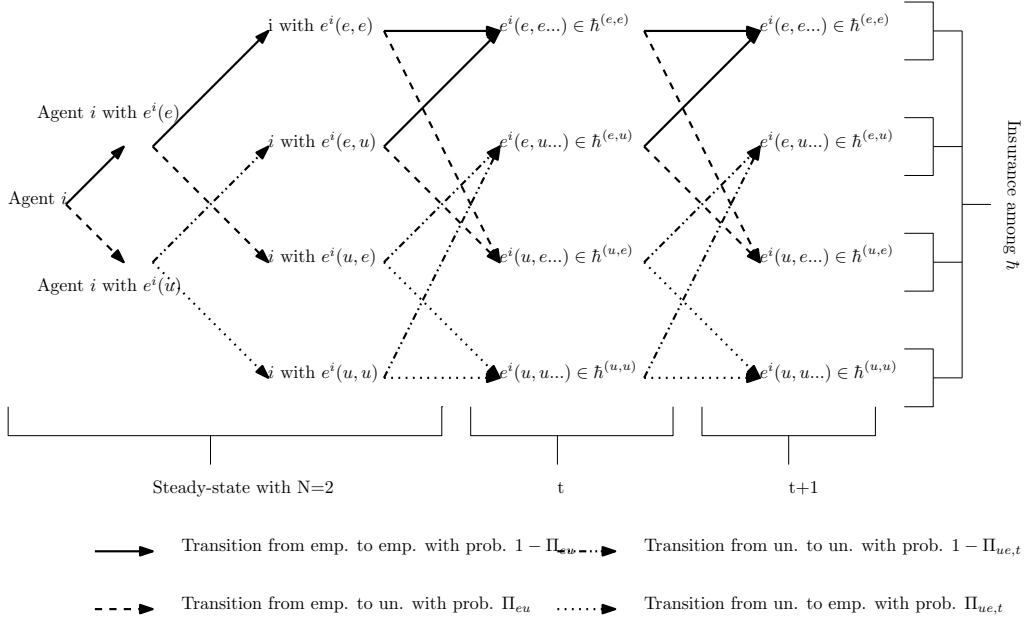 i with e^i(e, e)
e^i(e, e...) ∈ ħ^(e,e)
e^i(e, e...) ∈ ħ^(e,e)
Agent i with e^i(e)
i with e^i(e, u)
e^i(e, u...) ∈ ħ^(e,u)
e^i(e, u...) ∈ ħ^(e,u)
Agent i
i with e^i(u, e)
e^i(u, e...) ∈ ħ^(u,e)
e^i(u, e...) ∈ ħ^(u,e)
Agent i with e^i(u)
i with e^i(u, u)
e^i(u, u...) ∈ ħ^(u,u)
e^i(u, u...) ∈ ħ^(u,u)
Insurance among ħ
Steady-state with N=2
t
t+1
Transition from emp. to emp. with prob. 1 − Π_eu
Transition from un. to un. with prob. 1 − Π_ue,t
Transition from emp. to un. with prob. Π_eu
Transition from un. to emp. with prob. Π_ue,t